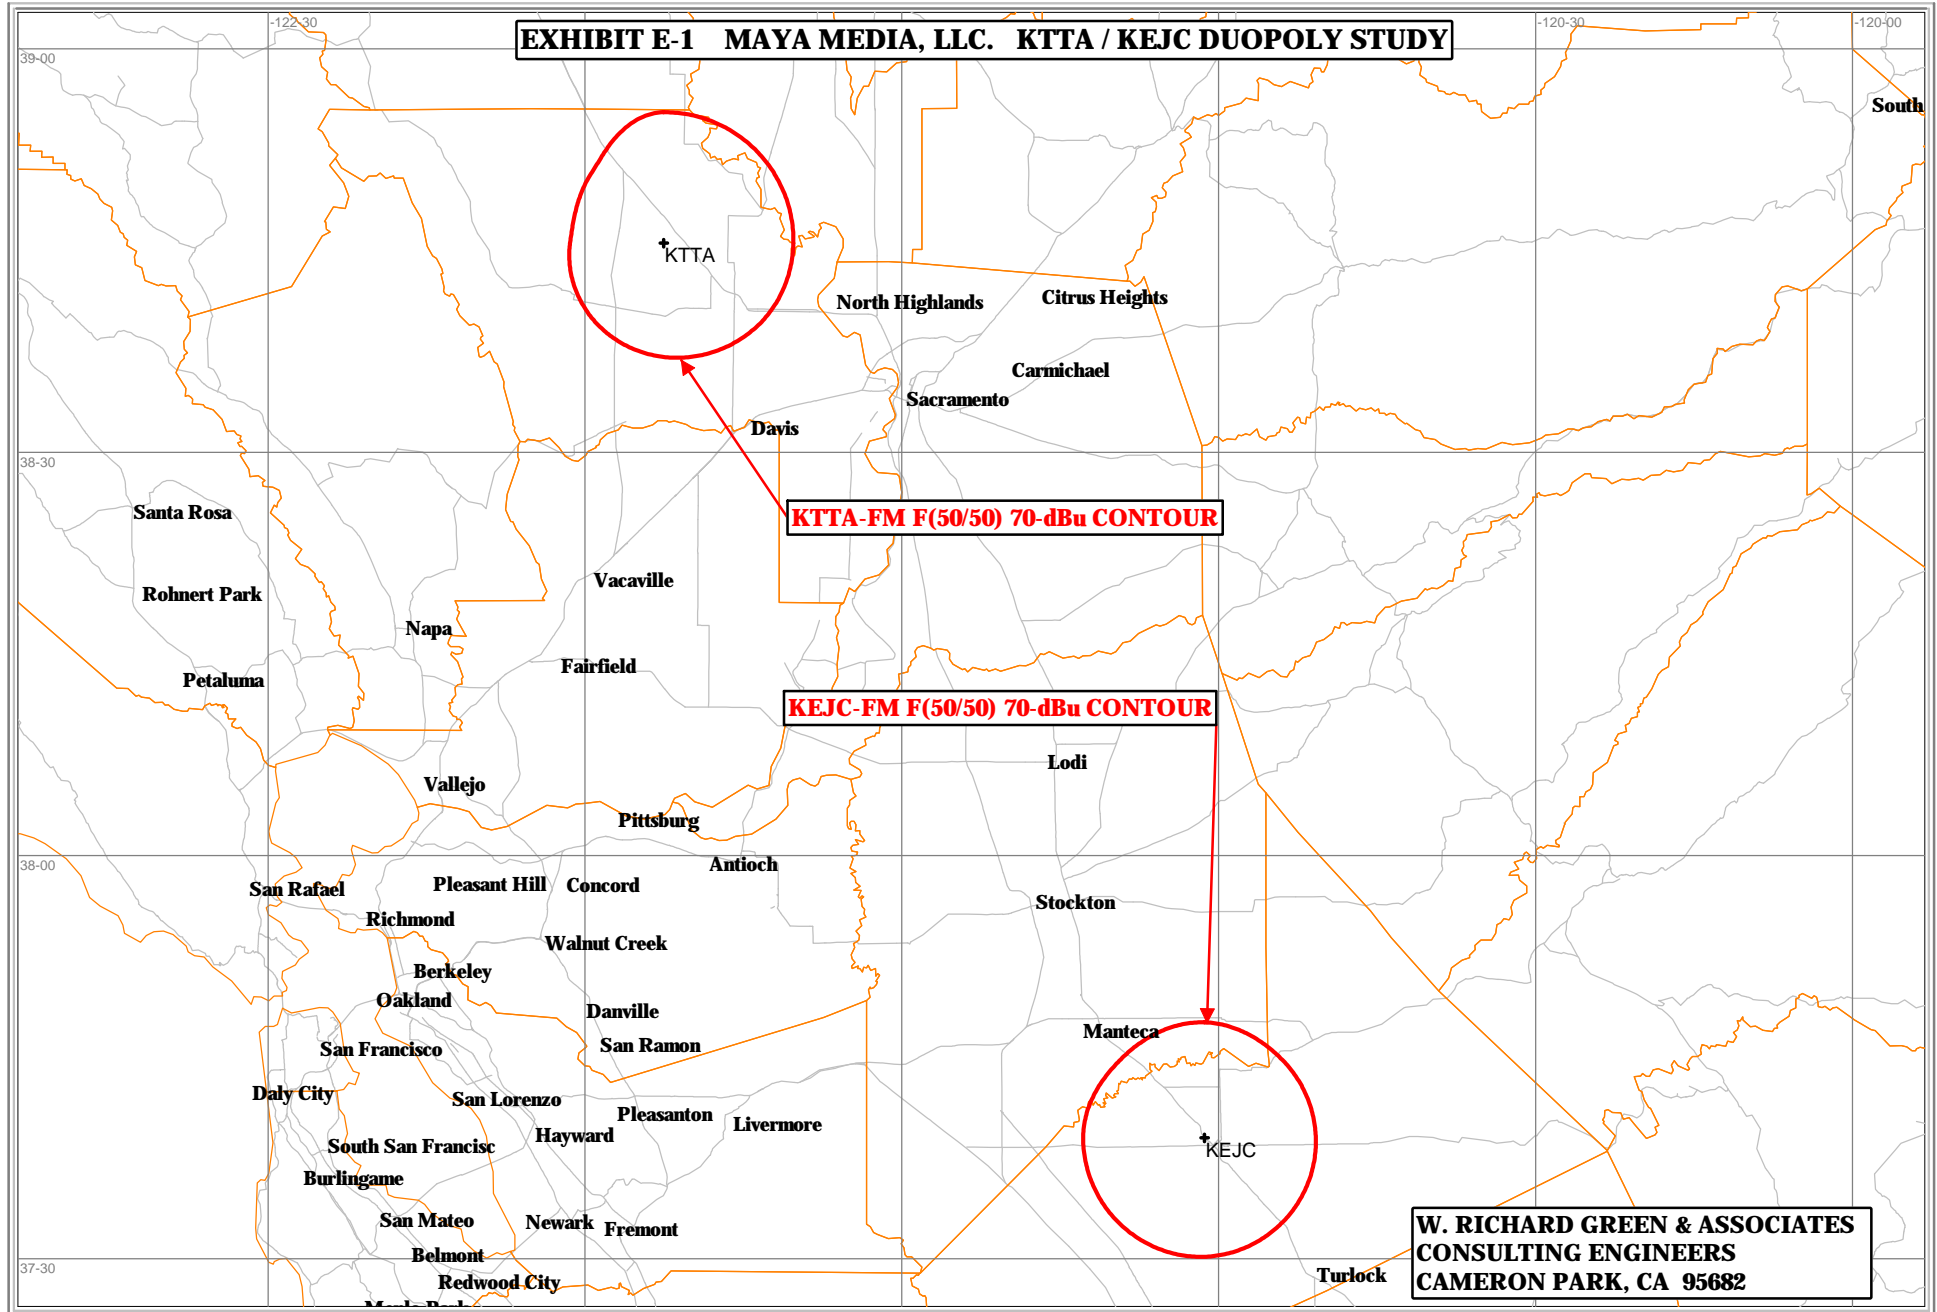 -122-30
-120-30
-120-00
EXHIBIT E-1 MAYA MEDIA, LLC. KTTA / KEJC DUOPOLY STUDY
39-00
South
KTTA
North Highlands
Citrus Heights
Carmichael
Sacramento
Davis
38-30
Santa Rosa
KTTA-FM F(50/50) 70-dBu CONTOUR
Vacaville
Rohnert Park
Napa
Fairfield
Petaluma
KEJC-FM F(50/50) 70-dBu CONTOUR
Lodi
Vallejo
Pittsburg
38-00
Antioch
San Rafael
Pleasant Hill
Concord
Stockton
Richmond
Walnut Creek
Berkeley
Oakland
Danville
Manteca
San Francisco
San Ramon
Daly City
San Lorenzo
Pleasanton
Livermore
Hayward
South San Francisc
KEJC
Burlingame
San Mateo
Newark
Fremont
Belmont
37-30
Redwood City
Turlock
W. RICHARD GREEN & ASSOCIATES
CONSULTING ENGINEERS
CAMERON PARK, CA 95682